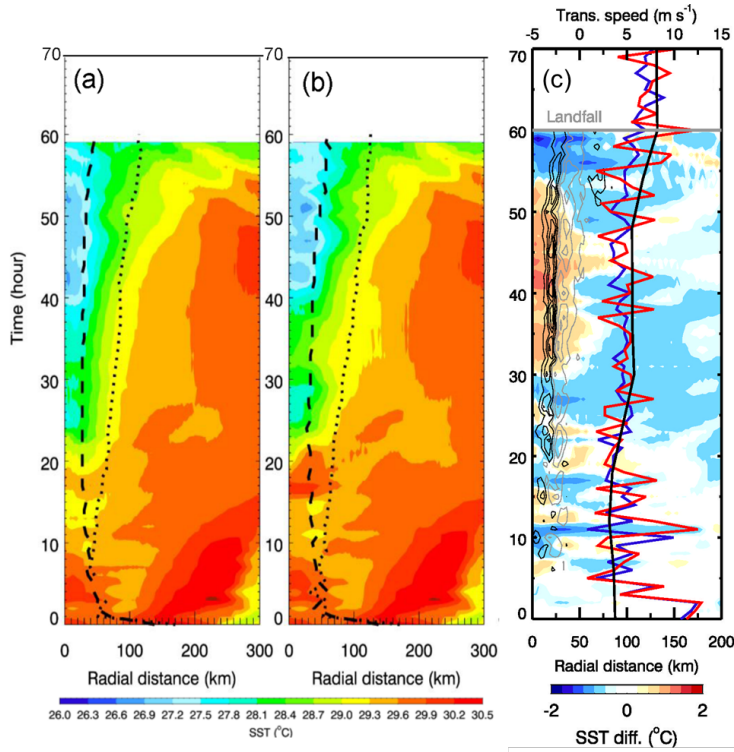 Trans. speed (m s⁻¹)
-5 0 5 10 15
70 70 70
(a) (b) (c)
Landfall
60 60 60
50 50 50
40 40 40
30 30 30
20 20 20
10 10 10
0 0 0
Time (hour)
0 100 200 300 0 100 200 300 0 50 100 150 200
Radial distance (km) Radial distance (km) Radial distance (km)
26.0 26.3 26.6 26.9 27.2 27.5 27.8 28.1 28.4 28.7 29.0 29.3 29.6 29.9 30.2 30.5
SST (°C)
-2 0 2
SST diff. (°C)